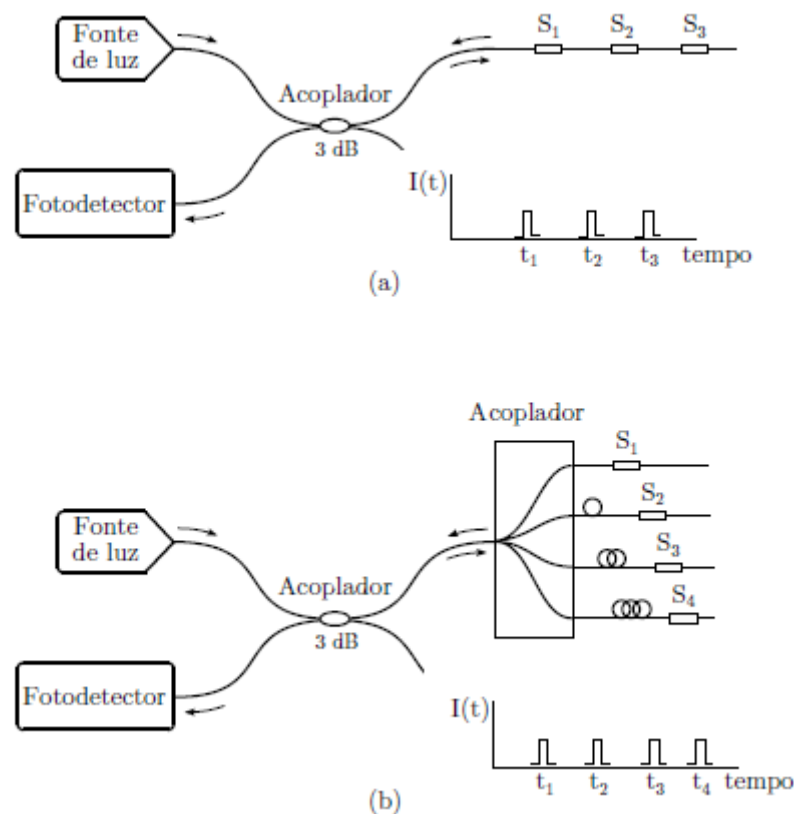 Fonte
de luz
S₁ S₂ S₃
Acoplador
3 dB
Fotodetector
I(t)
t₁ t₂ t₃ tempo
(a)
Acoplador
S₁
S₂
S₃
S₄
Fonte
de luz
Acoplador
3 dB
Fotodetector
I(t)
t₁ t₂ t₃ t₄ tempo
(b)